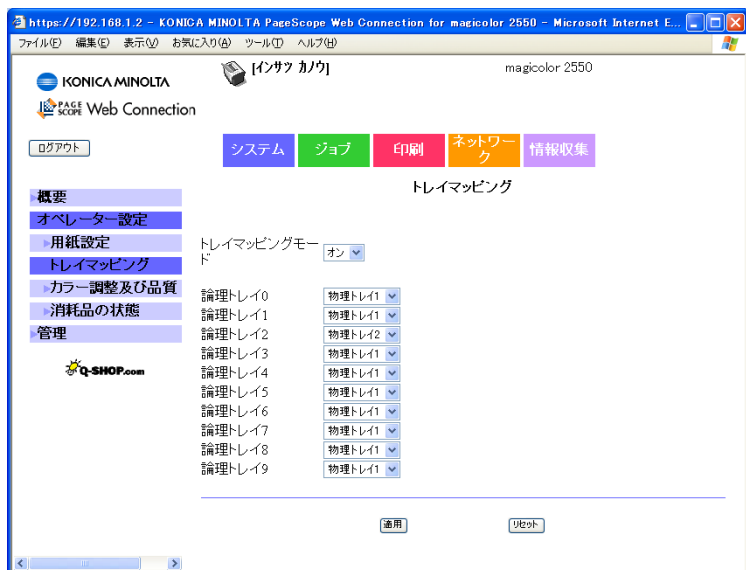 https://192.168.1.2 - KONICA MINOLTA PageScope Web Connection for magicolor 2550 - Microsoft Internet E...
ファイル(F) 編集(E) 表示(V) お気に入り(A) ツール(T) ヘルプ(H)
KONICA MINOLTA
[インサツ カノウ]
magicolor 2550
PAGE SCOPE Web Connection
ログアウト
システム
ジョブ
印刷
ネットワー
ク
情報収集
トレイマッピング
概要
オペレーター設定
用紙設定
トレイマッピング
カラー調整及び品質
消耗品の状態
管理
Q-SHOP.com
トレイマッピングモー
ド
オン
論理トレイ0 物理トレイ1
論理トレイ1 物理トレイ1
論理トレイ2 物理トレイ2
論理トレイ3 物理トレイ1
論理トレイ4 物理トレイ1
論理トレイ5 物理トレイ1
論理トレイ6 物理トレイ1
論理トレイ7 物理トレイ1
論理トレイ8 物理トレイ1
論理トレイ9 物理トレイ1
適用
リセット